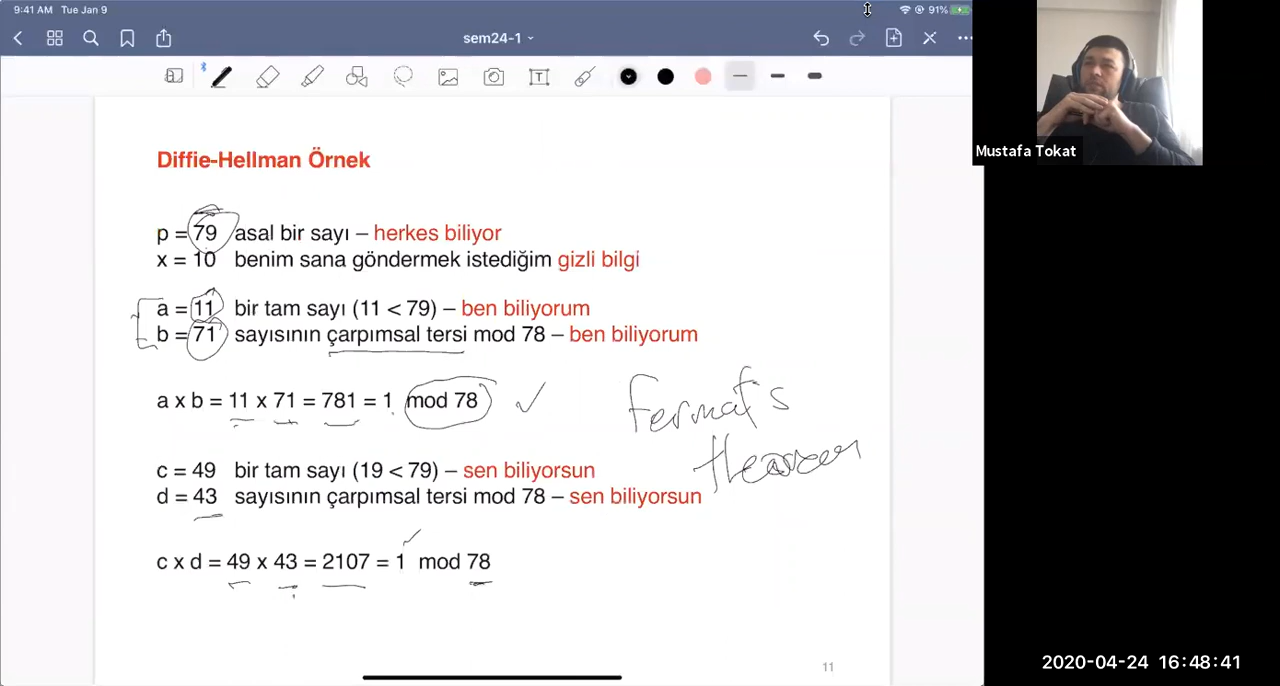 9:41 AM Tue Jan 9
91%
sem24-1
Mustafa Tokat
Diffie-Hellman Örnek
p = 79 asal bir sayı – herkes biliyor
x = 10 benim sana göndermek istediğim gizli bilgi
a = 11 bir tam sayı (11 < 79) – ben biliyorum
b = 71 sayısının çarpımsal tersi mod 78 – ben biliyorum
a x b = 11 x 71 = 781 = 1 mod 78
Fermat's
theorem
c = 49 bir tam sayı (19 < 79) – sen biliyorsun
d = 43 sayısının çarpımsal tersi mod 78 – sen biliyorsun
c x d = 49 x 43 = 2107 = 1 mod 78
11
2020-04-24 16:48:41